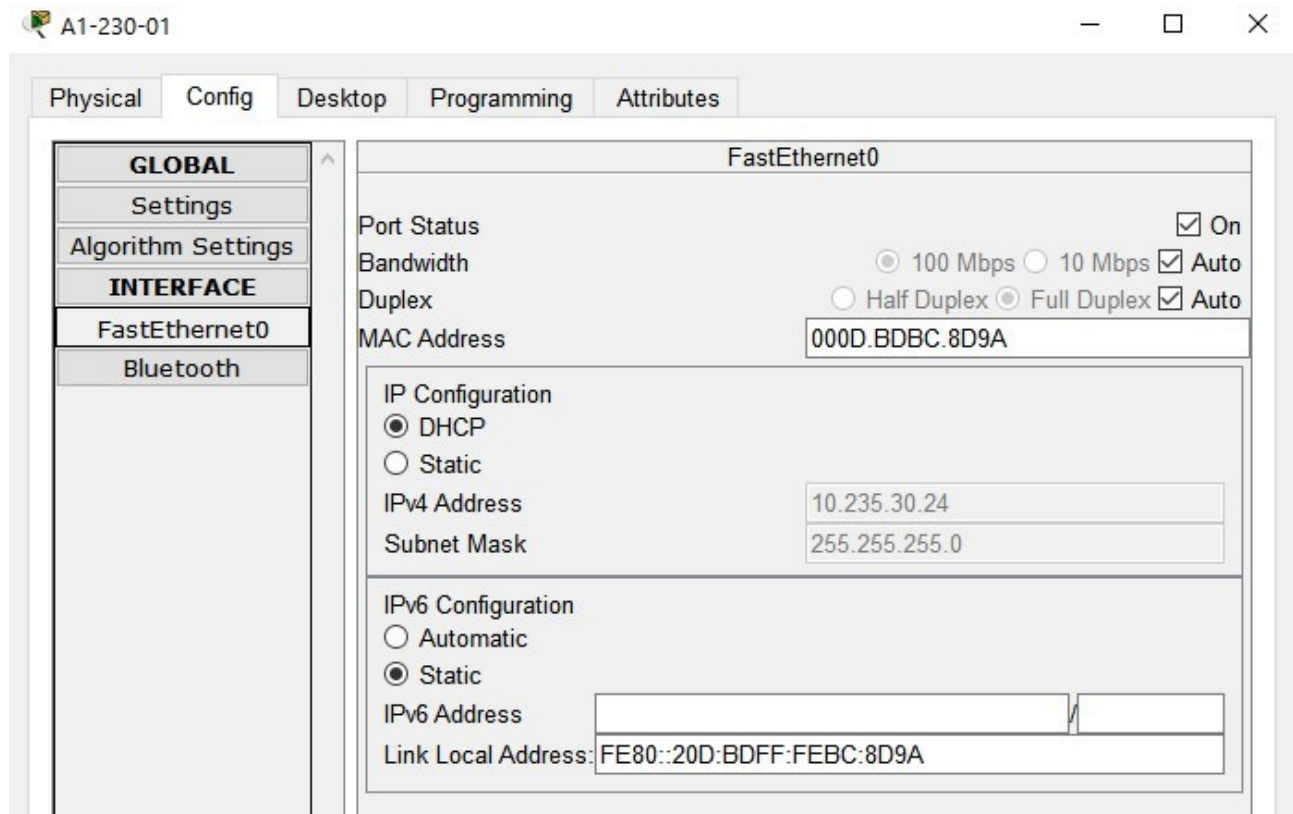 A1-230-01
Physical Config Desktop Programming Attributes
GLOBAL
Settings
Algorithm Settings
INTERFACE
FastEthernet0
Bluetooth
FastEthernet0
Port Status On
Bandwidth 100 Mbps 10 Mbps Auto
Duplex Half Duplex Full Duplex Auto
MAC Address 000D.BDBC.8D9A
IP Configuration
DHCP
Static
IPv4 Address 10.235.30.24
Subnet Mask 255.255.255.0
IPv6 Configuration
Automatic
Static
IPv6 Address /
Link Local Address: FE80::20D:BDFF:FEBC:8D9A